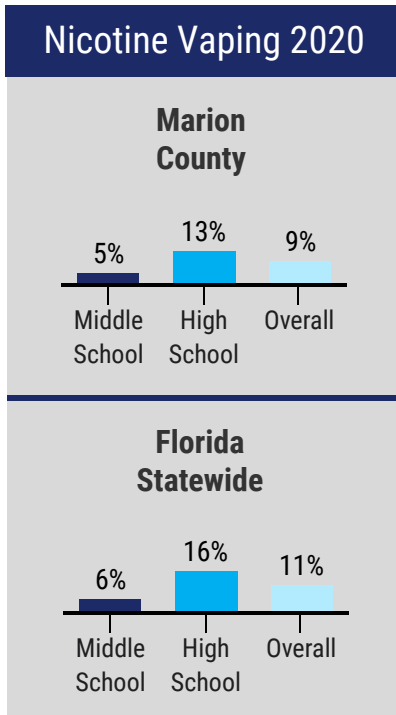 Nicotine Vaping 2020
Marion
County
5%
13%
9%
Middle
School
High
School
Overall
Florida
Statewide
6%
16%
11%
Middle
School
High
School
Overall